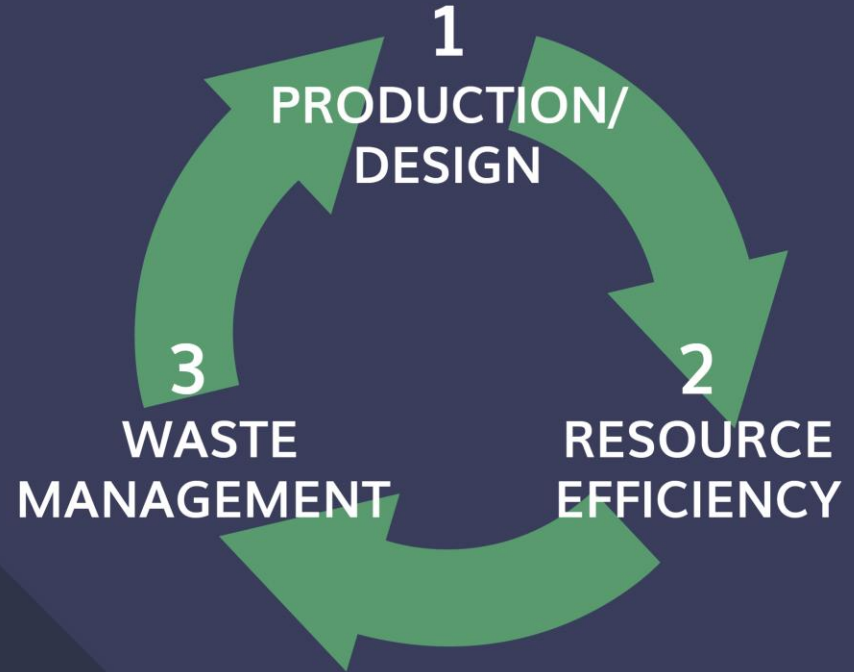 1
PRODUCTION/
DESIGN
2
RESOURCE
EFFICIENCY
3
WASTE
MANAGEMENT